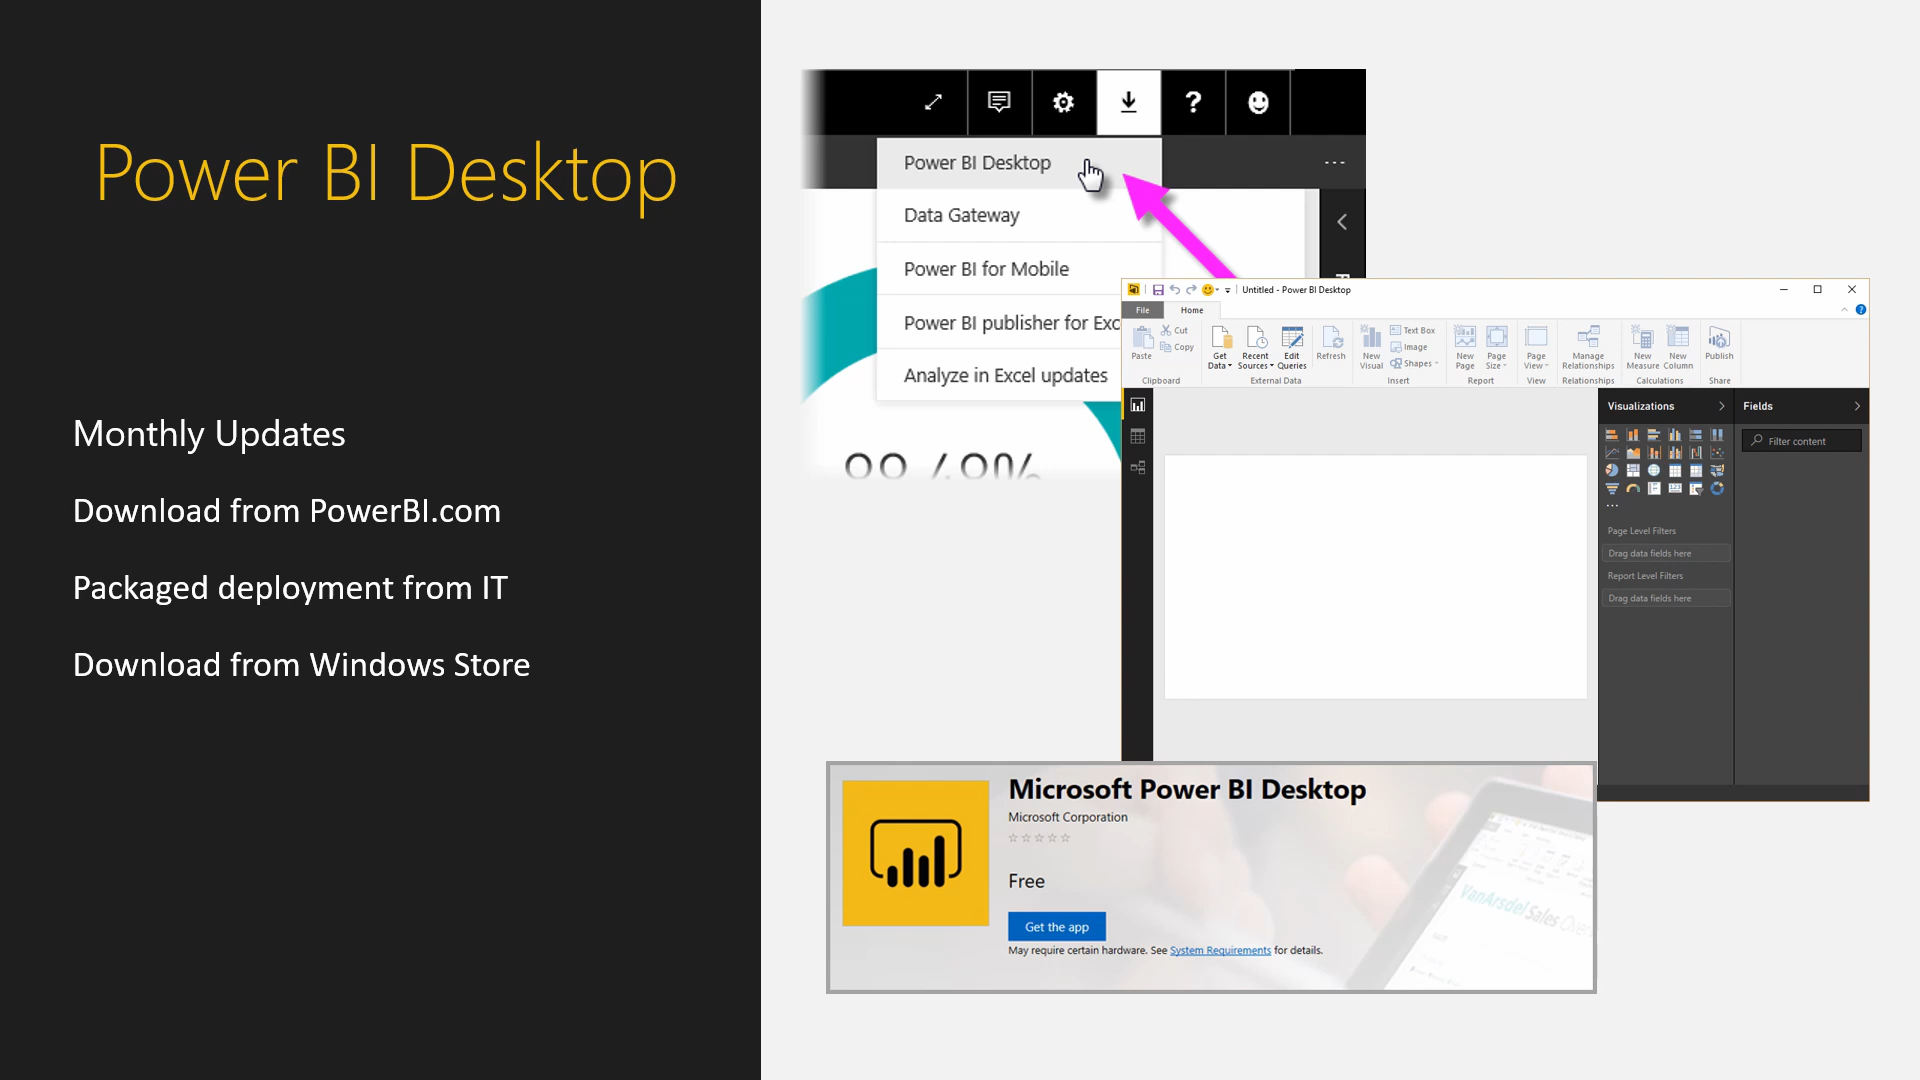 Power BI Desktop
Monthly Updates
Download from PowerBI.com
Packaged deployment from IT
Download from Windows Store
Power BI Desktop
Data Gateway
Power BI for Mobile
Power BI publisher for Exc
Analyze in Excel updates
Untitled - Power BI Desktop
File Home
Paste
Cut
Copy
Clipboard
Get Data
Recent Sources
Edit Queries
Refresh
External Data
New Visual
Text Box
Image
Shapes
Insert
New Page
Page Size
Report
Page View
View
Manage Relationships
Relationships
New Measure
New Column
Calculations
Publish
Share
Visualizations
Fields
Filter content
Page Level Filters
Drag data fields here
Report Level Filters
Drag data fields here
Microsoft Power BI Desktop
Microsoft Corporation
Free
Get the app
May require certain hardware. See System Requirements for details.
VanArsdel Sales